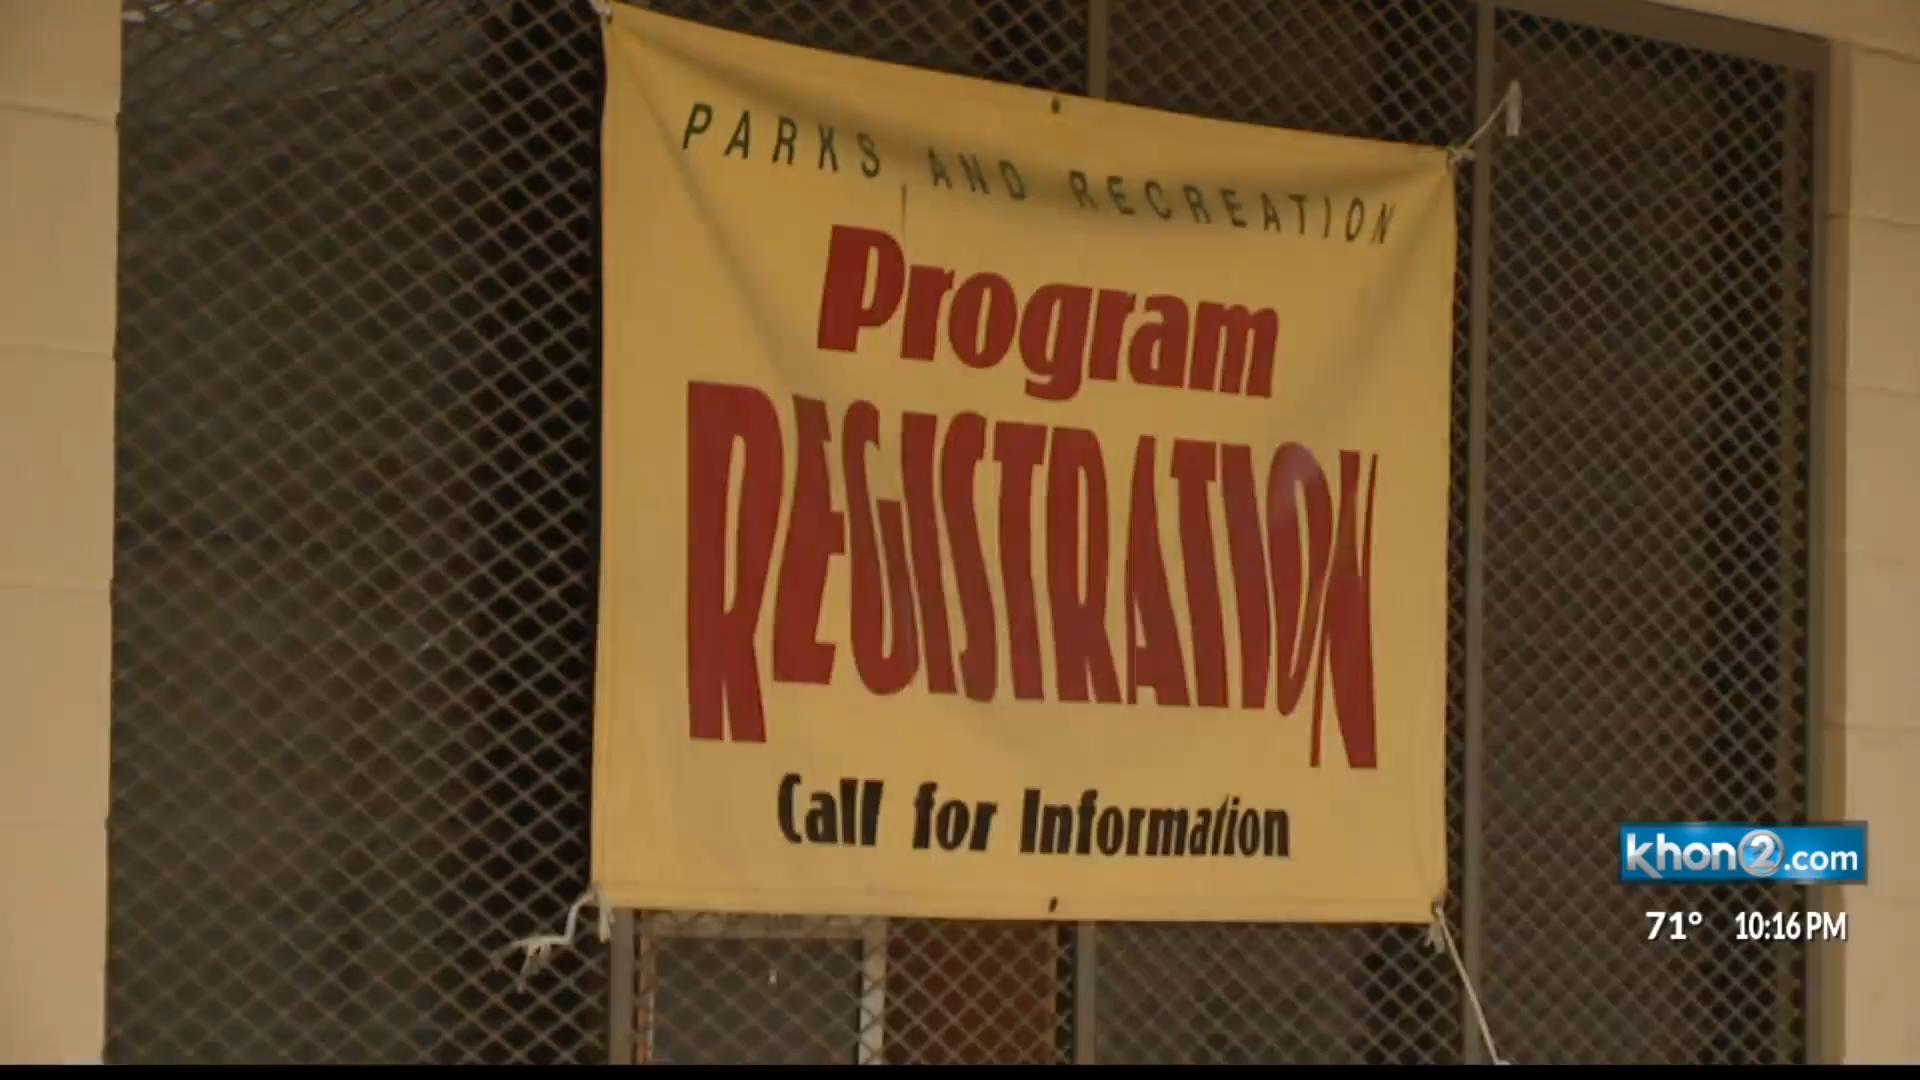 PARKS AND RECREATION
Program
REGISTRATION
Call for Information
khon2.com
71° 10:16 PM